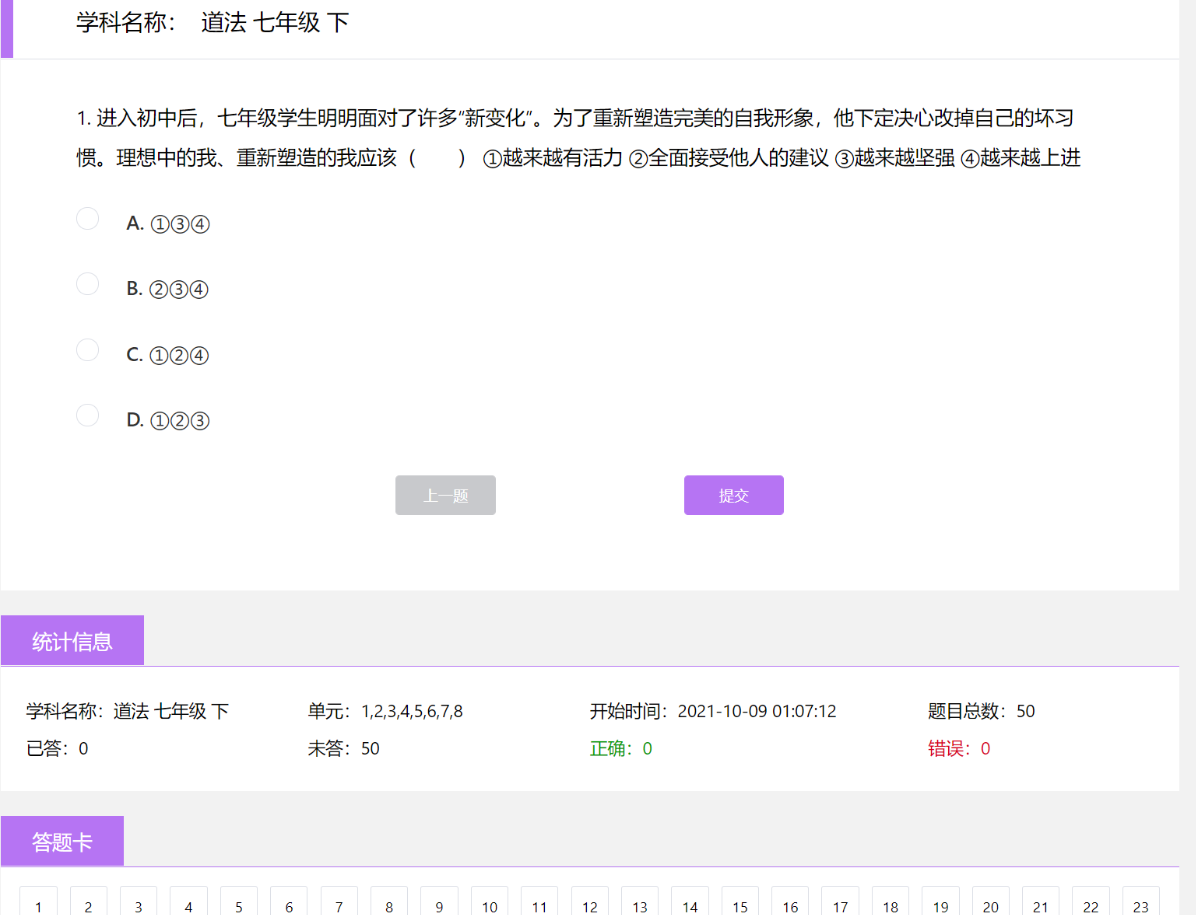 学科名称： 道法 七年级 下
1. 进入初中后，七年级学生明明面对了许多“新变化”。为了重新塑造完美的自我形象，他下定决心改掉自己的坏习
惯。理想中的我、重新塑造的我应该（　　） ①越来越有活力 ②全面接受他人的建议 ③越来越坚强 ④越来越上进
A. ①③④
B. ②③④
C. ①②④
D. ①②③
上一题 提交
统计信息
学科名称：道法 七年级 下 单元：1,2,3,4,5,6,7,8 开始时间：2021-10-09 01:07:12 题目总数：50
已答：0 未答：50 正确：0 错误：0
答题卡
1 2 3 4 5 6 7 8 9 10 11 12 13 14 15 16 17 18 19 20 21 22 23